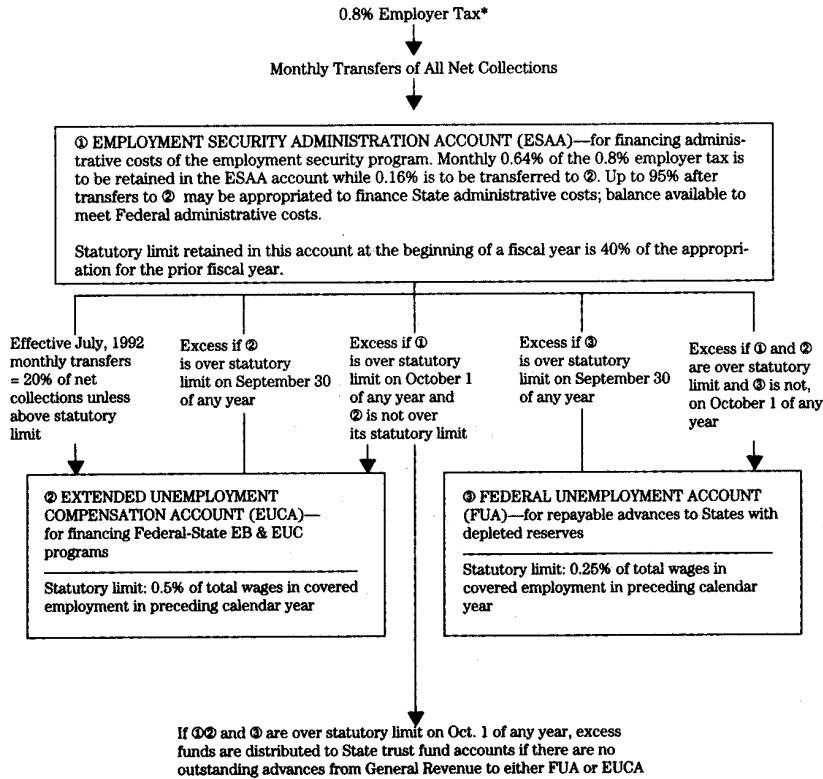 0.8% Employer Tax*
Monthly Transfers of All Net Collections
① EMPLOYMENT SECURITY ADMINISTRATION ACCOUNT (ESAA)—for financing adminis-
trative costs of the employment security program. Monthly 0.64% of the 0.8% employer tax is
to be retained in the ESAA account while 0.16% is to be transferred to ②. Up to 95% after
transfers to ② may be appropriated to finance State administrative costs; balance available to
meet Federal administrative costs.
Statutory limit retained in this account at the beginning of a fiscal year is 40% of the appropri-
ation for the prior fiscal year.
Effective July, 1992
monthly transfers
= 20% of net
collections unless
above statutory
limit
Excess if ②
is over statutory
limit on September 30
of any year
Excess if ①
is over statutory
limit on October 1
of any year and
② is not over
its statutory limit
Excess if ③
is over statutory
limit on September 30
of any year
Excess if ① and ②
are over statutory
limit and ③ is not,
on October 1 of any
year
② EXTENDED UNEMPLOYMENT
COMPENSATION ACCOUNT (EUCA)—
for financing Federal-State EB & EUC
programs
Statutory limit: 0.5% of total wages in covered
employment in preceding calendar year
③ FEDERAL UNEMPLOYMENT ACCOUNT
(FUA)—for repayable advances to States with
depleted reserves
Statutory limit: 0.25% of total wages in
covered employment in preceding calendar
year
If ①② and ③ are over statutory limit on Oct. 1 of any year, excess
funds are distributed to State trust fund accounts if there are no
outstanding advances from General Revenue to either FUA or EUCA